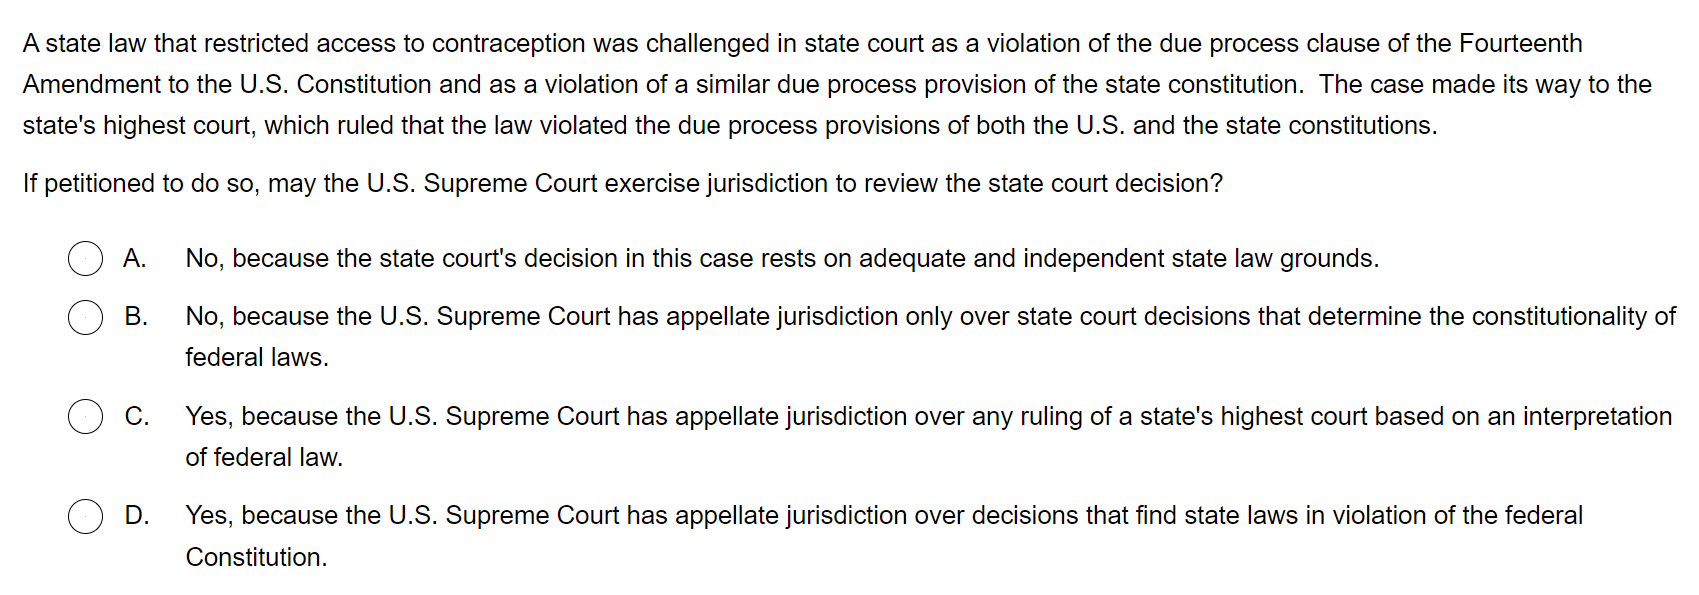 A state law that restricted access to contraception was challenged in state court as a violation of the due process clause of the Fourteenth
Amendment to the U.S. Constitution and as a violation of a similar due process provision of the state constitution.  The case made its way to the
state's highest court, which ruled that the law violated the due process provisions of both the U.S. and the state constitutions.
If petitioned to do so, may the U.S. Supreme Court exercise jurisdiction to review the state court decision?
A. No, because the state court's decision in this case rests on adequate and independent state law grounds.
B. No, because the U.S. Supreme Court has appellate jurisdiction only over state court decisions that determine the constitutionality of
federal laws.
C. Yes, because the U.S. Supreme Court has appellate jurisdiction over any ruling of a state's highest court based on an interpretation
of federal law.
D. Yes, because the U.S. Supreme Court has appellate jurisdiction over decisions that find state laws in violation of the federal
Constitution.